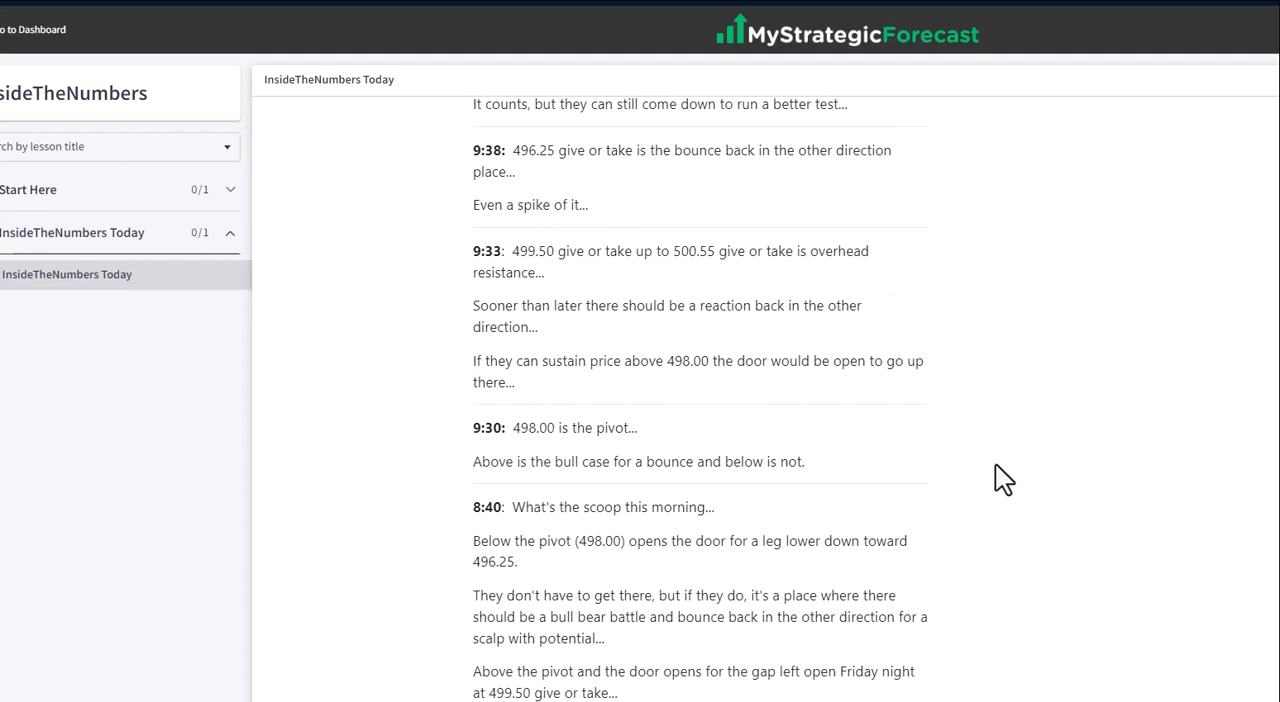 o to Dashboard
MyStrategicForecast
sideTheNumbers
InsideTheNumbers Today
rch by lesson title
Start Here 0/1
InsideTheNumbers Today 0/1
InsideTheNumbers Today
It counts, but they can still come down to run a better test...
9:38: 496.25 give or take is the bounce back in the other direction
place...
Even a spike of it...
9:33: 499.50 give or take up to 500.55 give or take is overhead
resistance...
Sooner than later there should be a reaction back in the other
direction...
If they can sustain price above 498.00 the door would be open to go up
there...
9:30: 498.00 is the pivot...
Above is the bull case for a bounce and below is not.
8:40: What's the scoop this morning...
Below the pivot (498.00) opens the door for a leg lower down toward
496.25.
They don't have to get there, but if they do, it's a place where there
should be a bull bear battle and bounce back in the other direction for a
scalp with potential...
Above the pivot and the door opens for the gap left open Friday night
at 499.50 give or take...